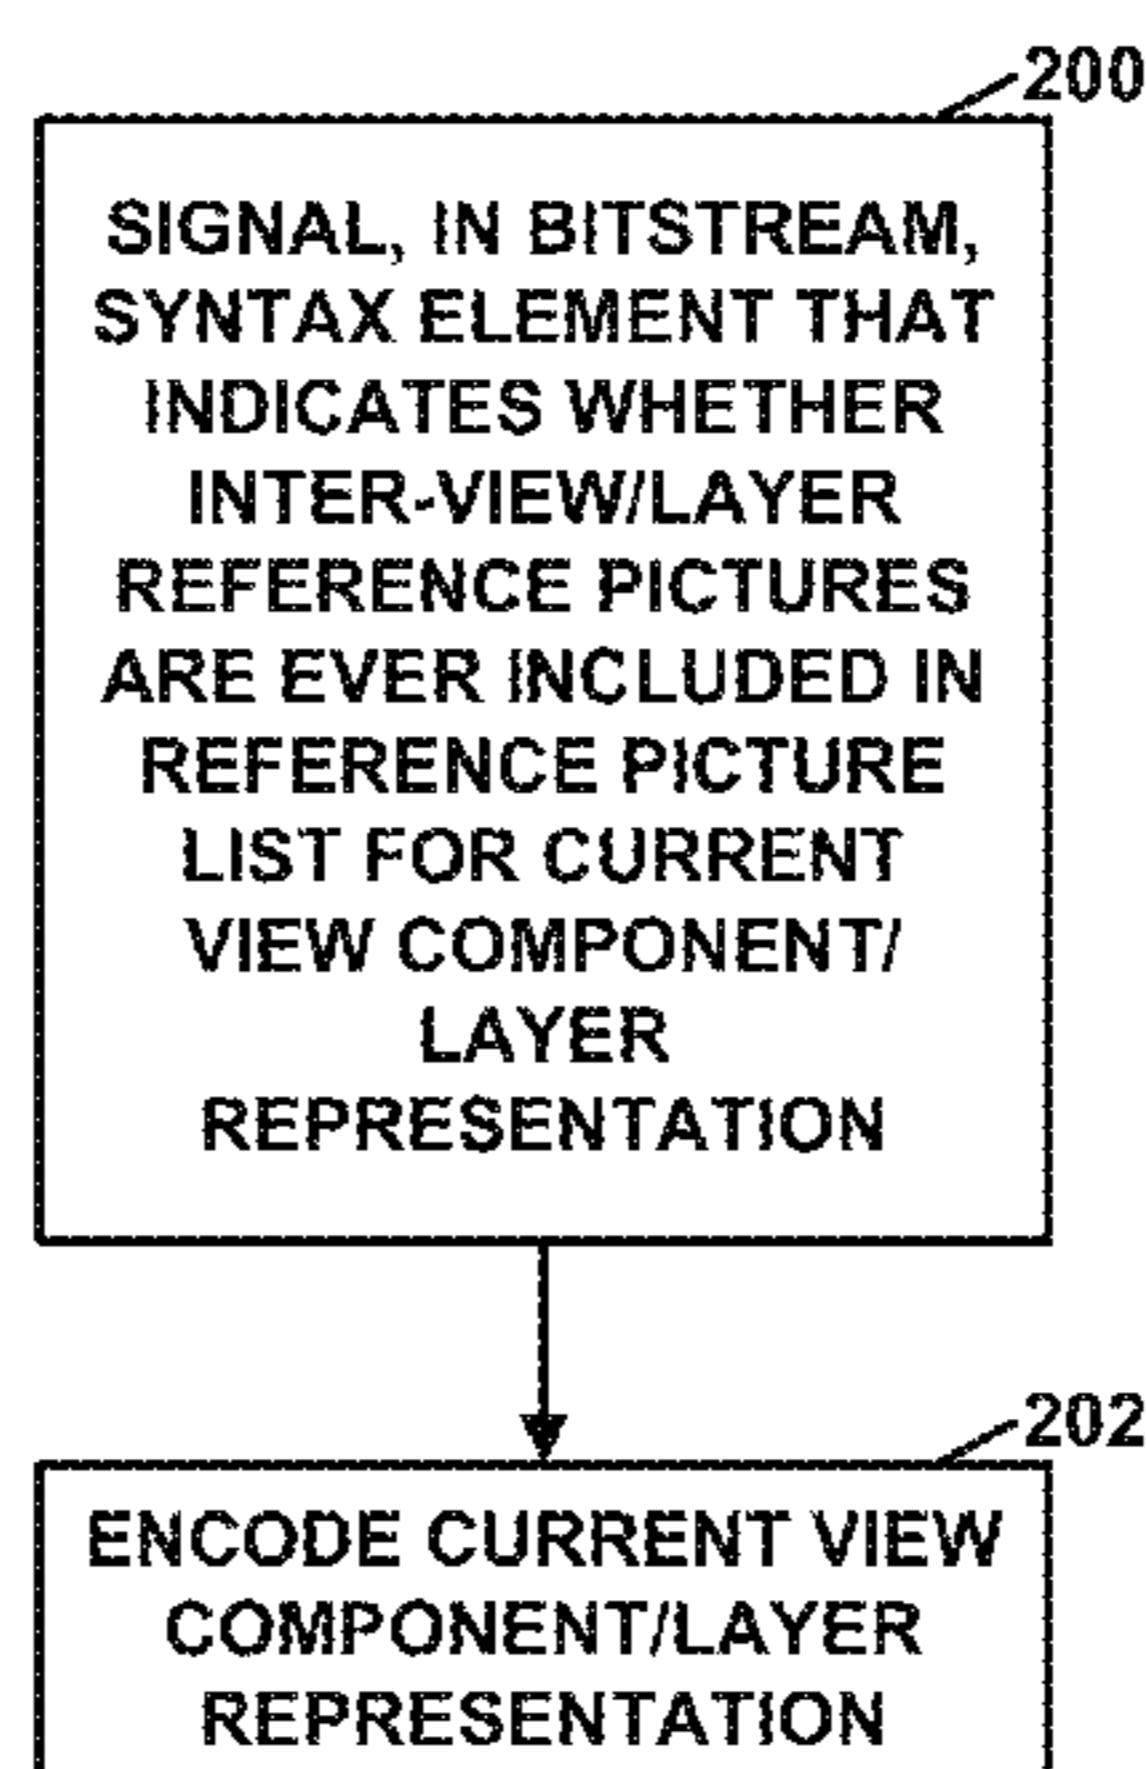 200
SIGNAL, IN BITSTREAM,
SYNTAX ELEMENT THAT
INDICATES WHETHER
INTER-VIEW/LAYER
REFERENCE PICTURES
ARE EVER INCLUDED IN
REFERENCE PICTURE
LIST FOR CURRENT
VIEW COMPONENT/
LAYER
REPRESENTATION
202
ENCODE CURRENT VIEW
COMPONENT/LAYER
REPRESENTATION